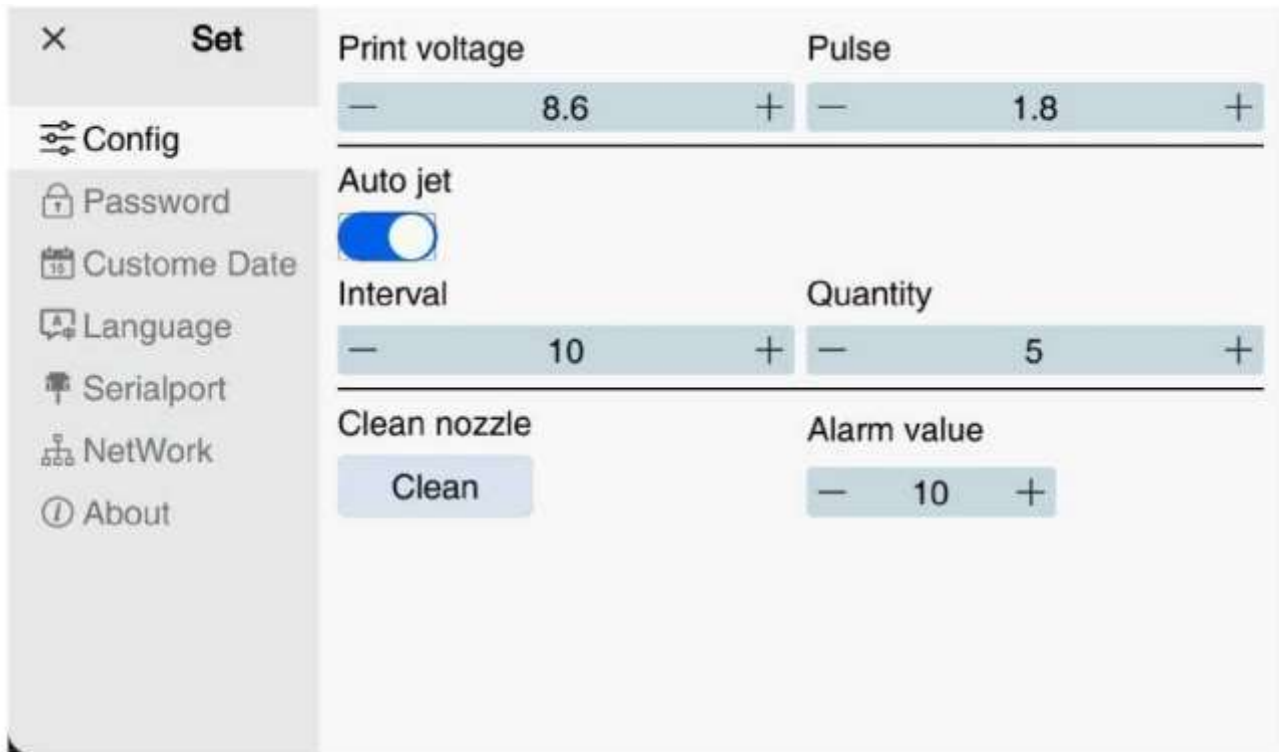 Set
Config
Password
Custome Date
Language
Serialport
NetWork
About
Print voltage
Pulse
— 8.6 +
— 1.8 +
Auto jet
Interval
Quantity
— 10 +
— 5 +
Clean nozzle
Alarm value
Clean
— 10 +